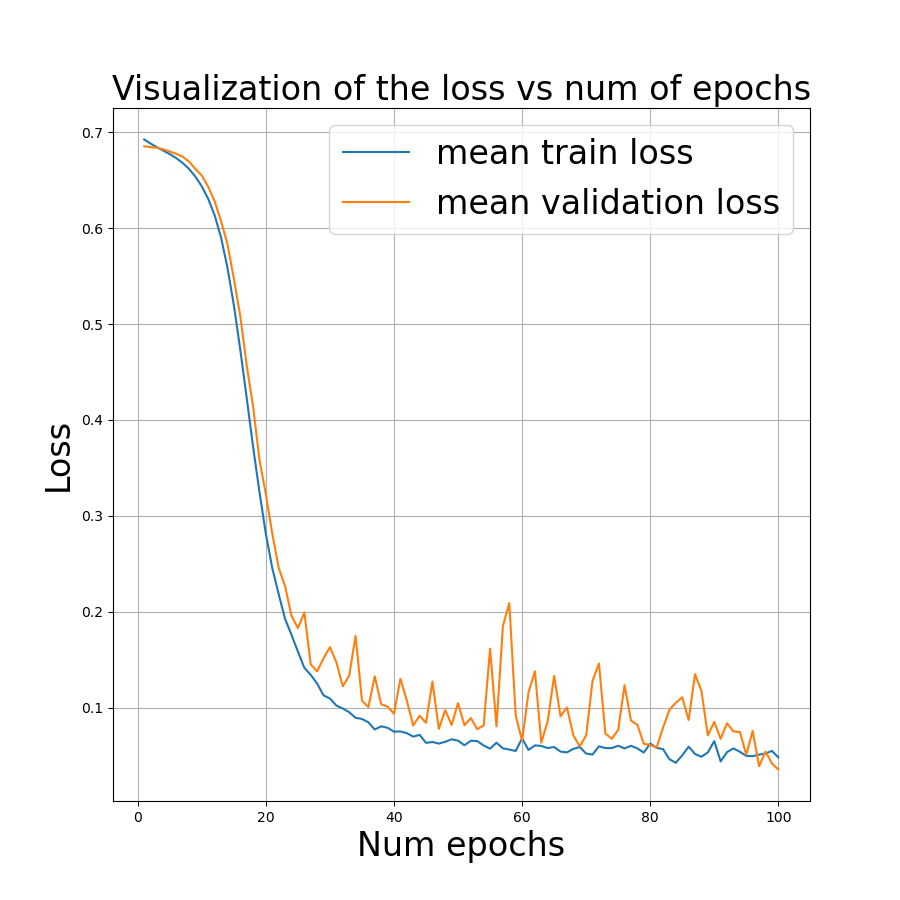 Visualization of the loss vs num of epochs
mean train loss
mean validation loss
Loss
0.7
0.6
0.5
0.4
0.3
0.2
0.1
0 20 40 60 80 100
Num epochs